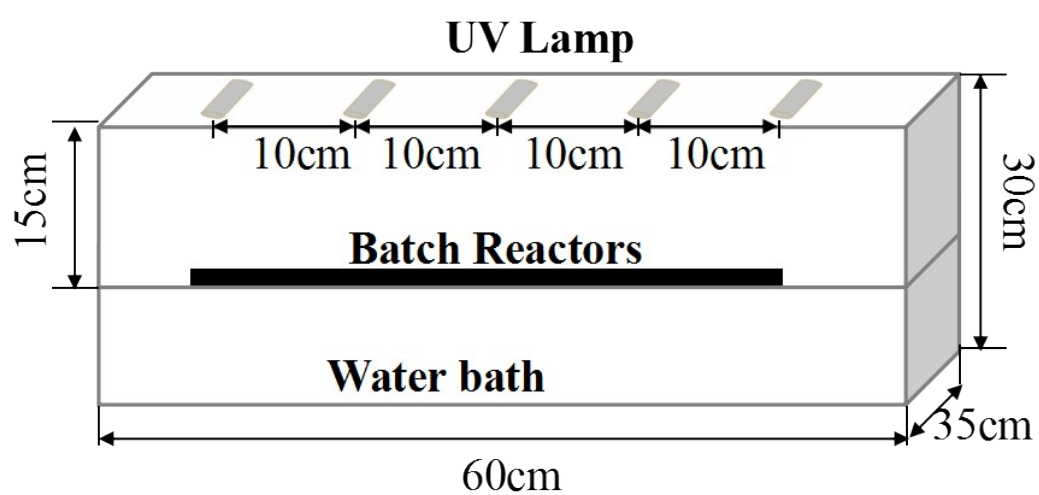 UV Lamp
10cm 10cm 10cm 10cm
15cm
30cm
Batch Reactors
Water bath
35cm
60cm